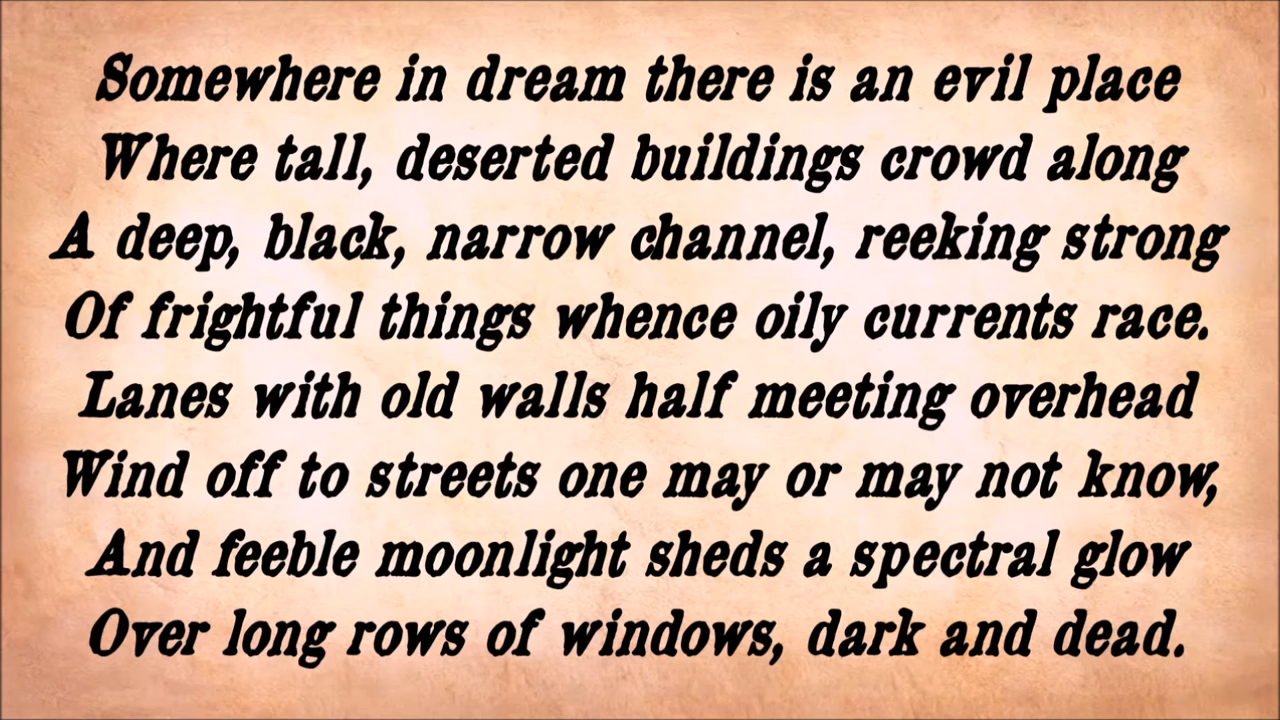 Somewhere in dream there is an evil place
Where tall, deserted buildings crowd along
A deep, black, narrow channel, reeking strong
Of frightful things whence oily currents race.
Lanes with old walls half meeting overhead
Wind off to streets one may or may not know,
And feeble moonlight sheds a spectral glow
Over long rows of windows, dark and dead.